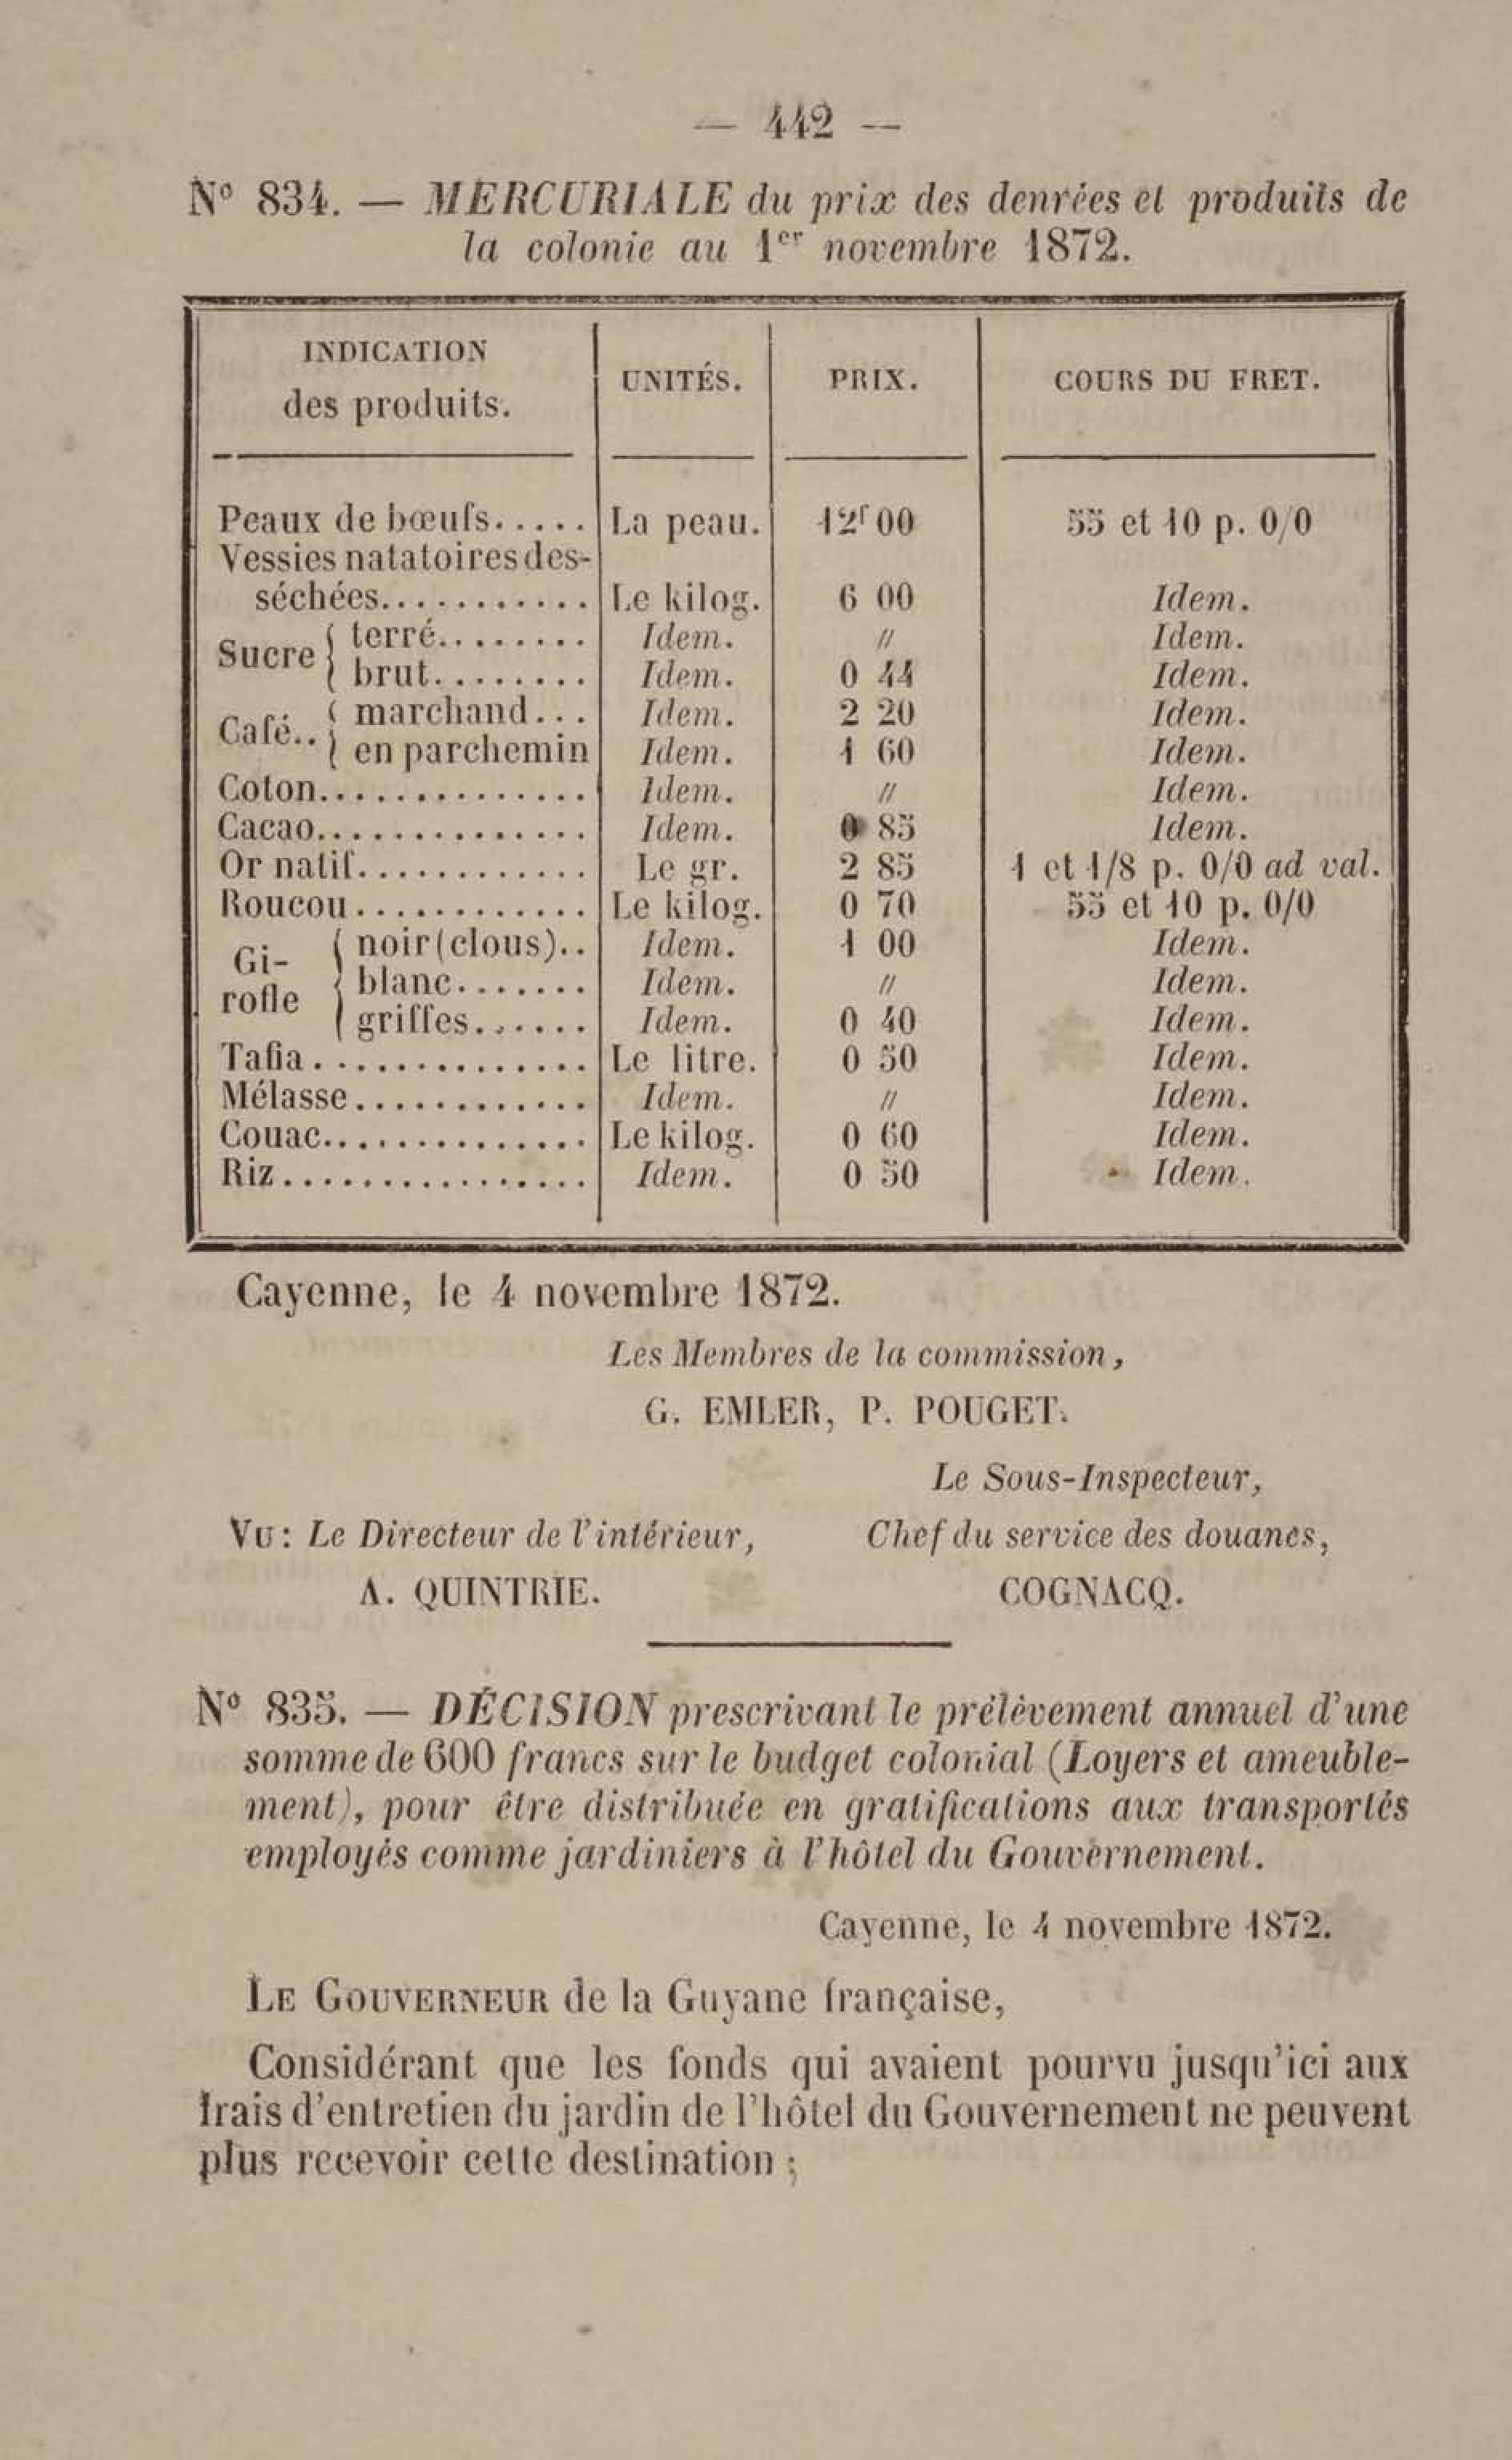 — 442 —
N° 834. — MERCURIALE du prix des denrées et produits de
la colonie au 1er novembre 1872.
INDICATION des produits. UNITÉS. PRIX. COURS DU FRET.
Peaux de bœufs..... La peau. 12f 00 55 et 10 p. 0/0
Vessies natatoires des-
séchées........... Le kilog. 6 00 Idem.
Sucre { terré........ Idem. // Idem.
brut........ Idem. 0 44 Idem.
Café.. { marchand... Idem. 2 20 Idem.
en parchemin Idem. 1 60 Idem.
Coton.............. Idem. // Idem.
Cacao.............. Idem. 0 85 Idem.
Or natif............ Le gr. 2 85 1 et 1/8 p. 0/0 ad val.
Roucou............ Le kilog. 0 70 55 et 10 p. 0/0
Gi-rofle { noir (clous).. Idem. 1 00 Idem.
blanc....... Idem. // Idem.
griffes...... Idem. 0 40 Idem.
Tafia.............. Le litre. 0 50 Idem.
Mélasse............ Idem. // Idem.
Couac.............. Le kilog. 0 60 Idem.
Riz................ Idem. 0 50 Idem.
Cayenne, le 4 novembre 1872.
Les Membres de la commission,
G. EMLER, P. POUGET.
Le Sous-Inspecteur,
Vu: Le Directeur de l'intérieur, Chef du service des douanes,
A. QUINTRIE. COGNACQ.
N° 835. — DÉCISION prescrivant le prélèvement annuel d'une
somme de 600 francs sur le budget colonial (Loyers et ameuble-
ment), pour être distribuée en gratifications aux transportés
employés comme jardiniers à l'hôtel du Gouvernement.
Cayenne, le 4 novembre 1872.
LE GOUVERNEUR de la Guyane française,
Considérant que les fonds qui avaient pourvu jusqu'ici aux
frais d'entretien du jardin de l'hôtel du Gouvernement ne peuvent
plus recevoir cette destination ;